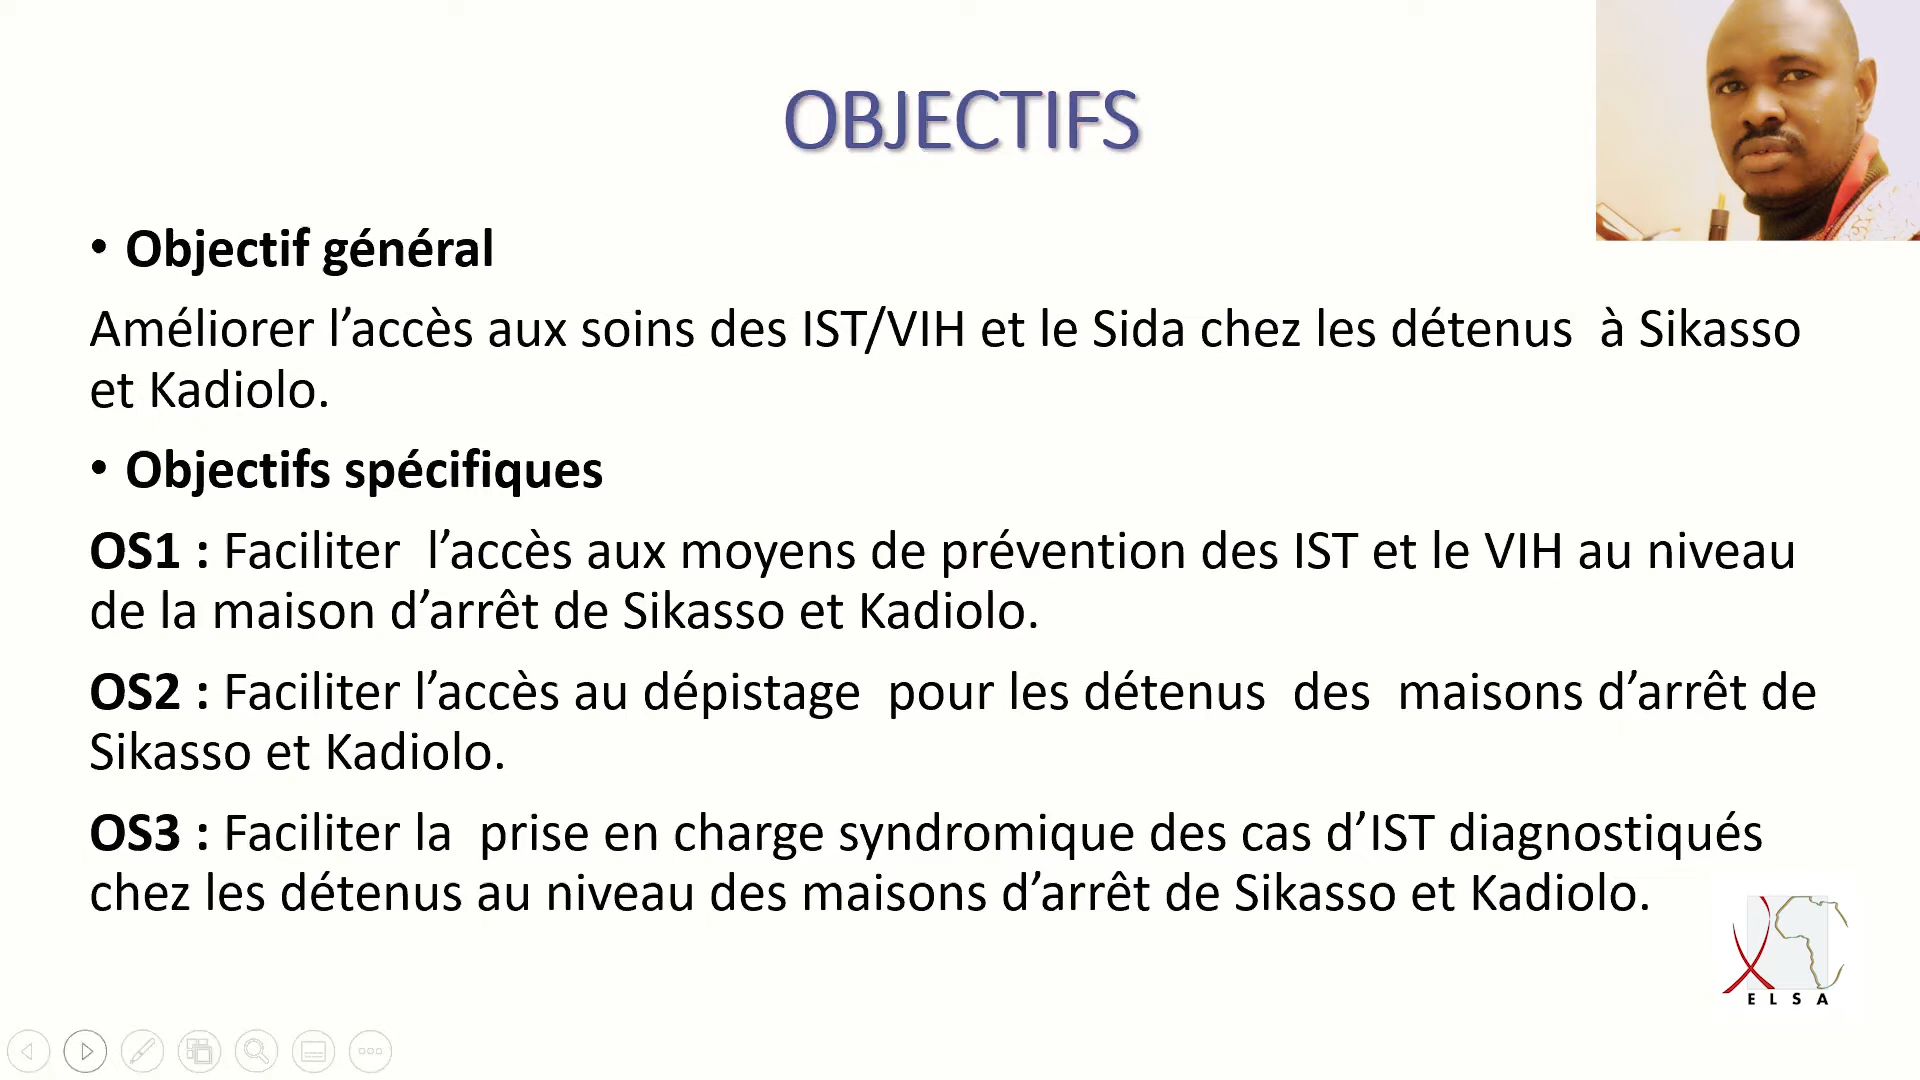 OBJECTIFS
• Objectif général
Améliorer l’accès aux soins des IST/VIH et le Sida chez les détenus à Sikasso
et Kadiolo.
• Objectifs spécifiques
OS1 : Faciliter l’accès aux moyens de prévention des IST et le VIH au niveau
de la maison d’arrêt de Sikasso et Kadiolo.
OS2 : Faciliter l’accès au dépistage pour les détenus des maisons d’arrêt de
Sikasso et Kadiolo.
OS3 : Faciliter la prise en charge syndromique des cas d’IST diagnostiqués
chez les détenus au niveau des maisons d’arrêt de Sikasso et Kadiolo.
ELSA